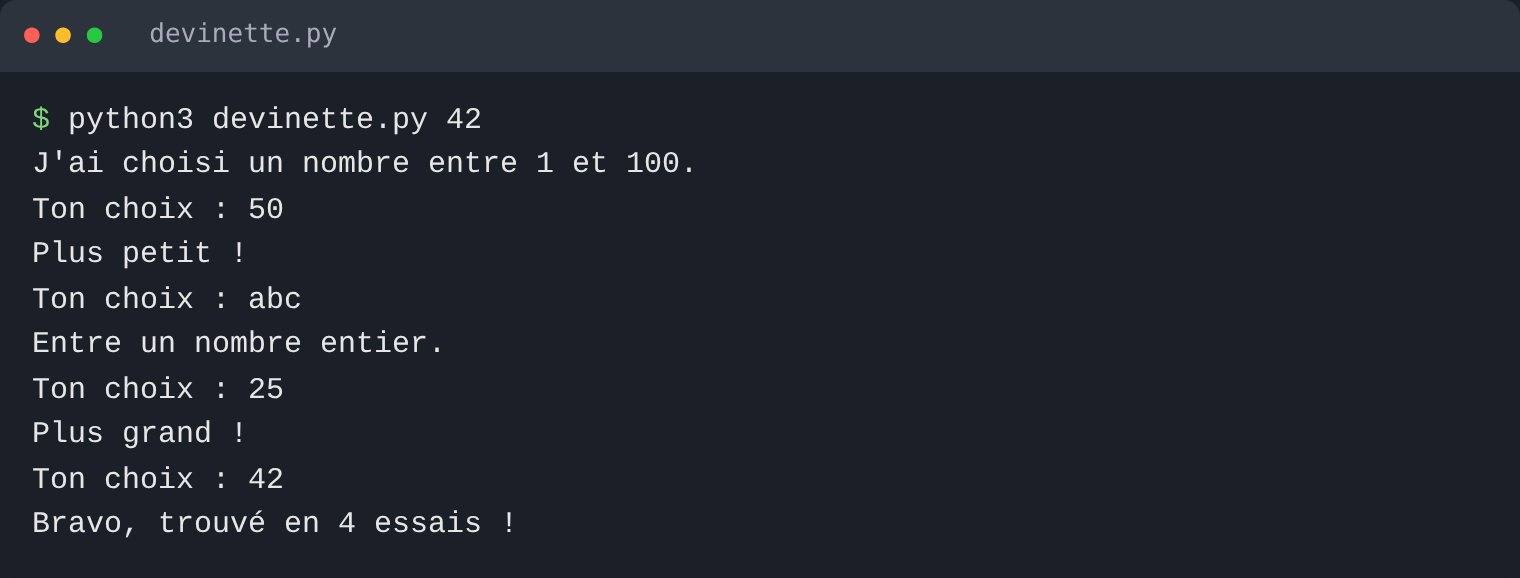 devinette.py
$ python3 devinette.py 42
J'ai choisi un nombre entre 1 et 100.
Ton choix : 50
Plus petit !
Ton choix : abc
Entre un nombre entier.
Ton choix : 25
Plus grand !
Ton choix : 42
Bravo, trouvé en 4 essais !